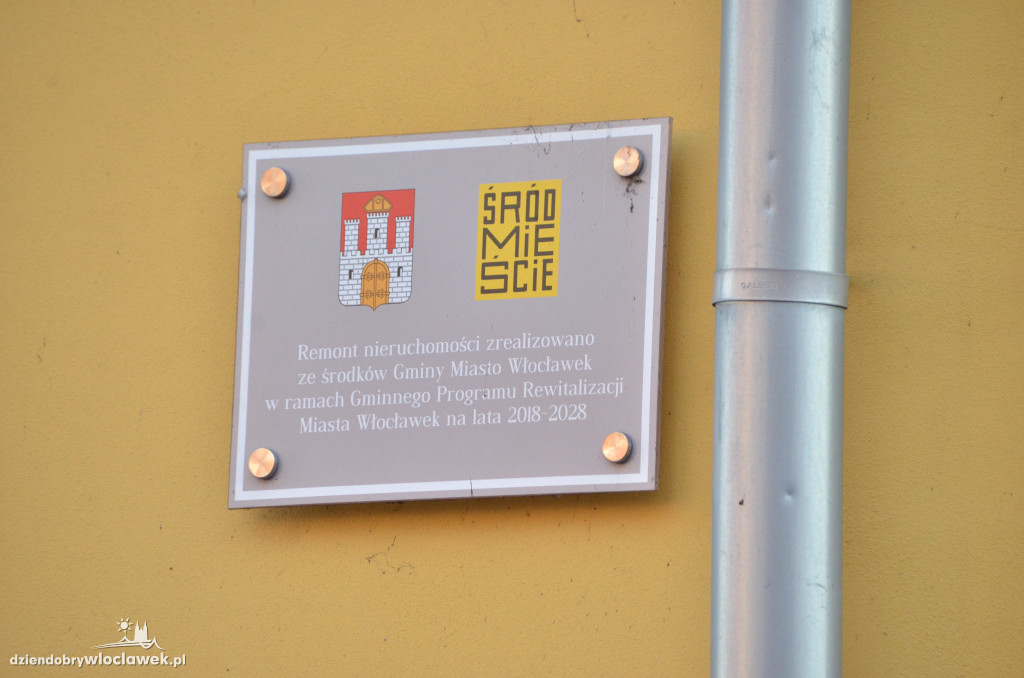 ŚRÓD
MIE
ŚCIE
Remont nieruchomości zrealizowano
ze środków Gminy Miasto Włocławek
w ramach Gminnego Programu Rewitalizacji
Miasta Włocławek na lata 2018-2028
dziendobrywloclawek.pl